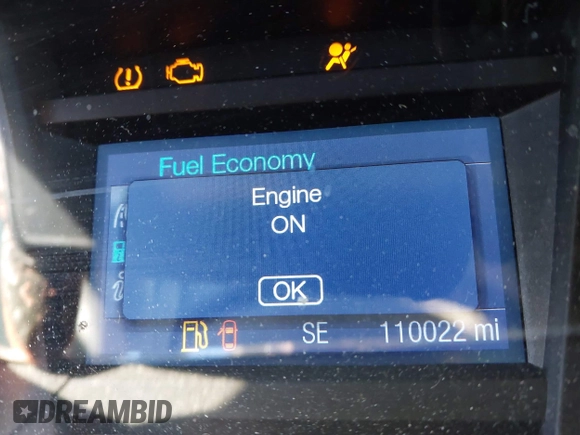 Fuel Economy
Engine
ON
OK
SE 110022 mi
DREAMBID